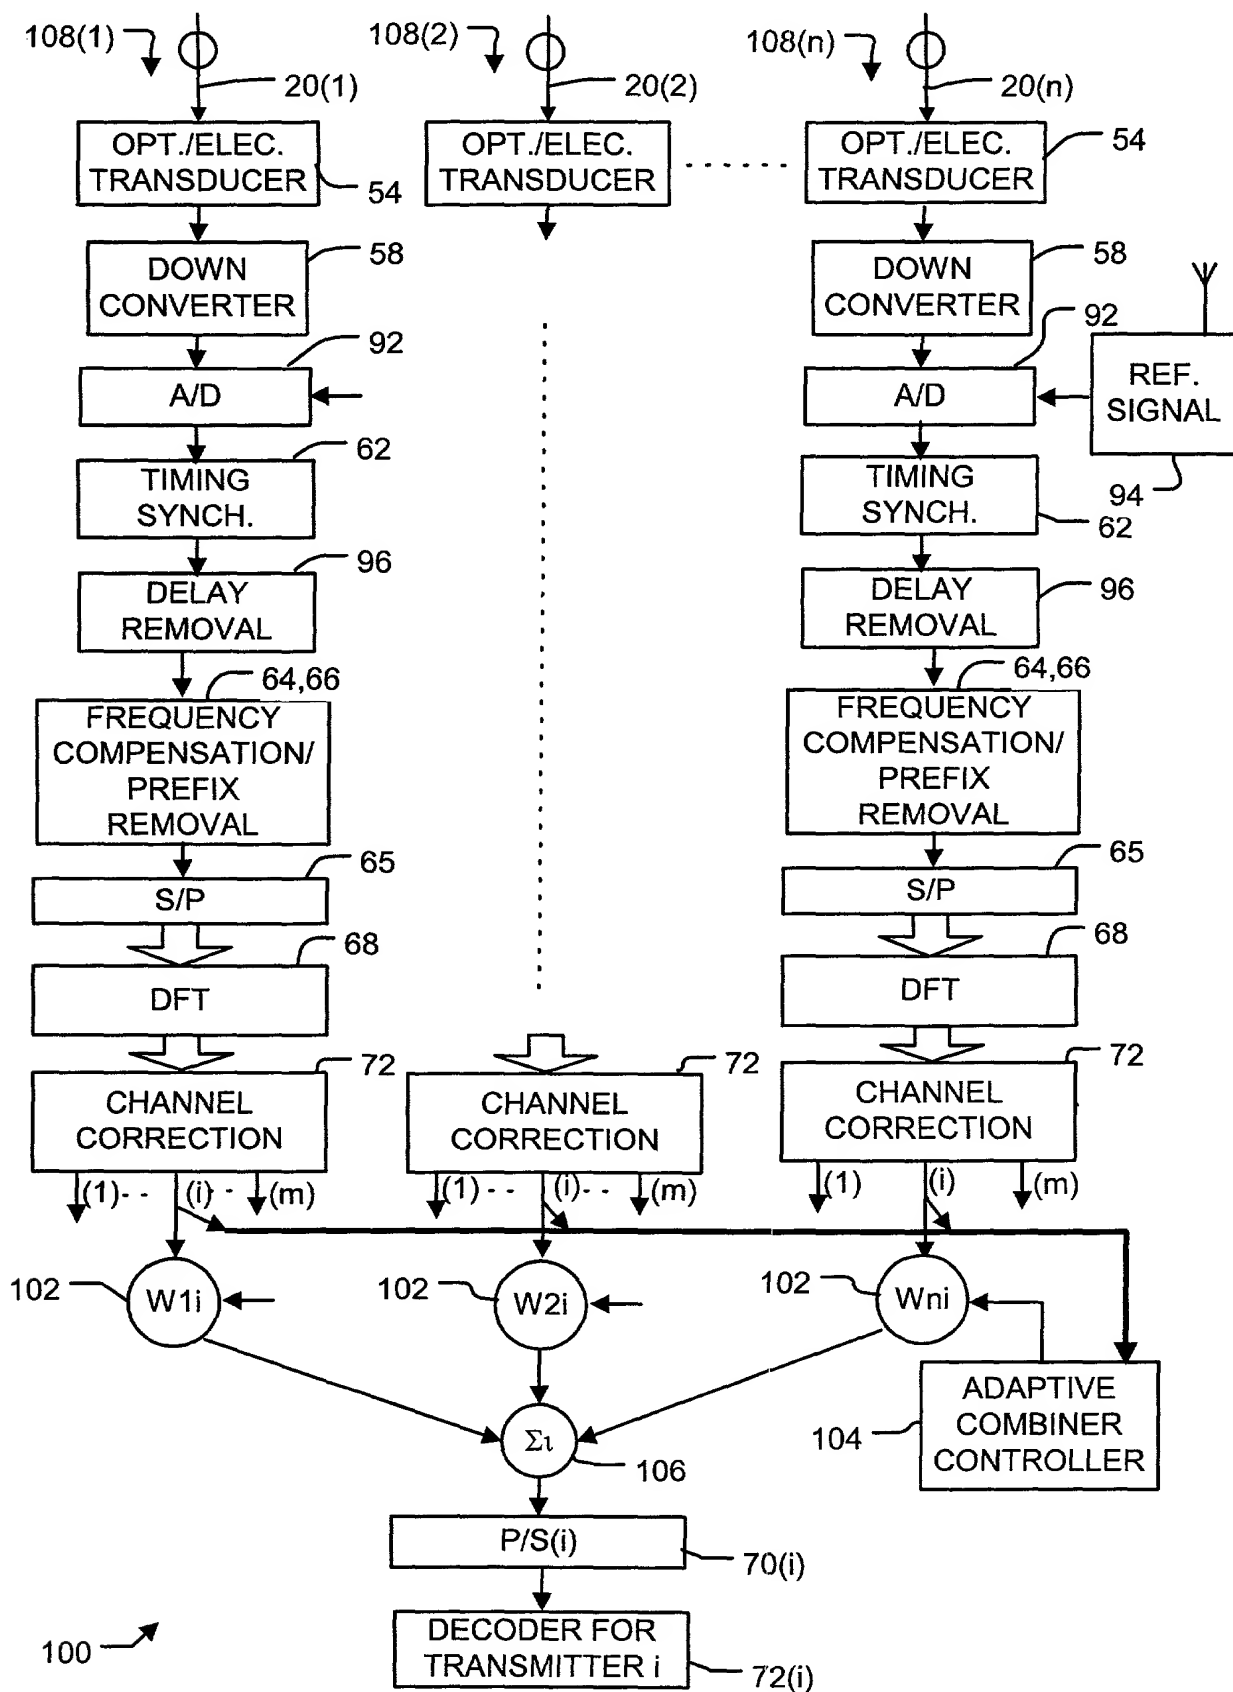 108(1)
108(2)
108(n)
20(1)
20(2)
20(n)
OPT./ELEC.
TRANSDUCER
54
OPT./ELEC.
TRANSDUCER
OPT./ELEC.
TRANSDUCER
54
DOWN
CONVERTER
58
DOWN
CONVERTER
58
A/D
92
A/D
92
REF.
SIGNAL
94
TIMING
SYNCH.
62
TIMING
SYNCH.
62
DELAY
REMOVAL
96
DELAY
REMOVAL
96
64,66
FREQUENCY
COMPENSATION/
PREFIX
REMOVAL
64,66
FREQUENCY
COMPENSATION/
PREFIX
REMOVAL
S/P
65
S/P
65
DFT
68
DFT
68
CHANNEL
CORRECTION
72
CHANNEL
CORRECTION
72
CHANNEL
CORRECTION
72
(1) (i) (m)
(1) (i) (m)
(1) (i) (m)
102 W1i
102 W2i
102 Wni
ADAPTIVE
COMBINER
CONTROLLER
104
Σι
106
P/S(i)
70(i)
DECODER FOR
TRANSMITTER i
72(i)
100